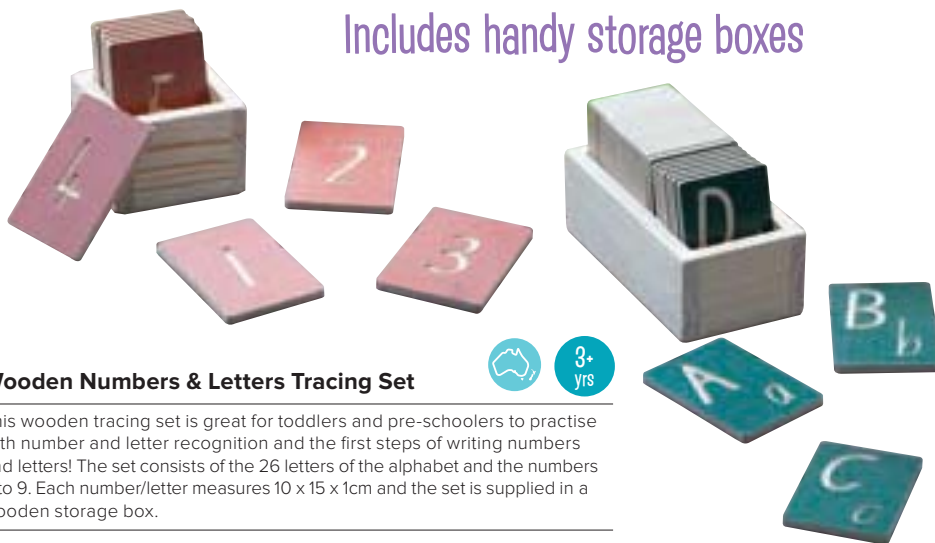 Includes handy storage boxes
4
2
1
3
D
B b
A a
C c
3+
yrs
Wooden Numbers & Letters Tracing Set
his wooden tracing set is great for toddlers and pre-schoolers to practise
th number and letter recognition and the first steps of writing numbers
nd letters! The set consists of the 26 letters of the alphabet and the numbers
to 9. Each number/letter measures 10 x 15 x 1cm and the set is supplied in a
ooden storage box.